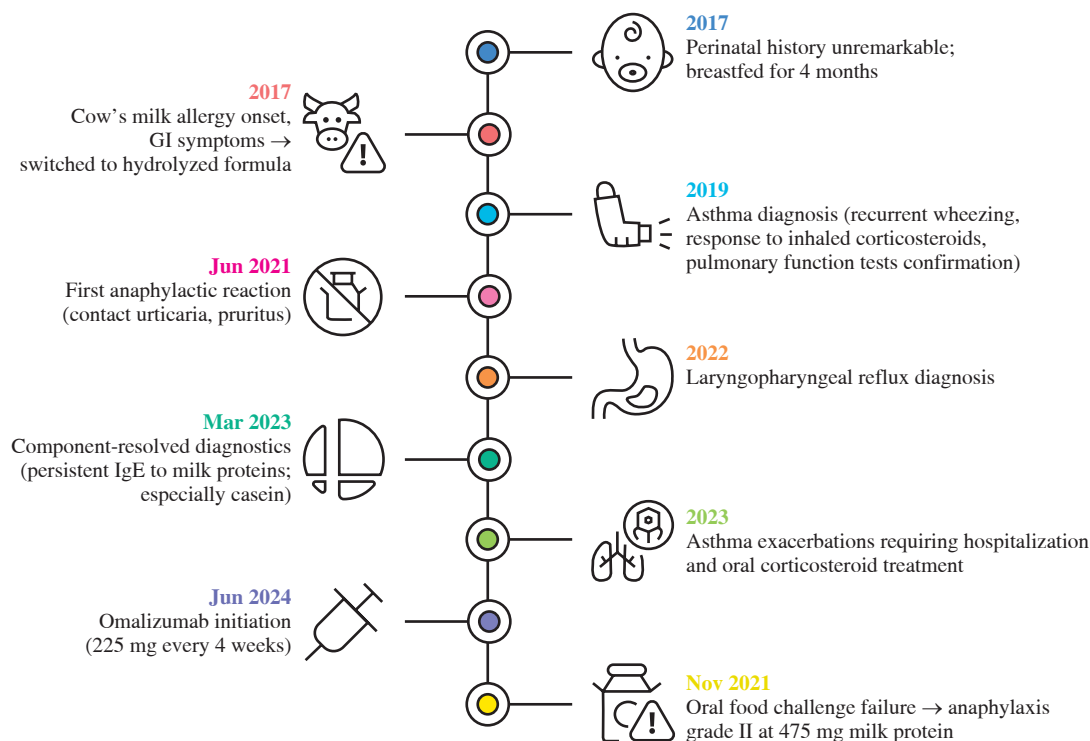 2017
Perinatal history unremarkable;
breastfed for 4 months
2017
Cow’s milk allergy onset,
GI symptoms →
switched to hydrolyzed formula
2019
Asthma diagnosis (recurrent wheezing,
response to inhaled corticosteroids,
pulmonary function tests confirmation)
Jun 2021
First anaphylactic reaction
(contact urticaria, pruritus)
2022
Laryngopharyngeal reflux diagnosis
Mar 2023
Component-resolved diagnostics
(persistent IgE to milk proteins;
especially casein)
2023
Asthma exacerbations requiring hospitalization
and oral corticosteroid treatment
Jun 2024
Omalizumab initiation
(225 mg every 4 weeks)
Nov 2021
Oral food challenge failure → anaphylaxis
grade II at 475 mg milk protein